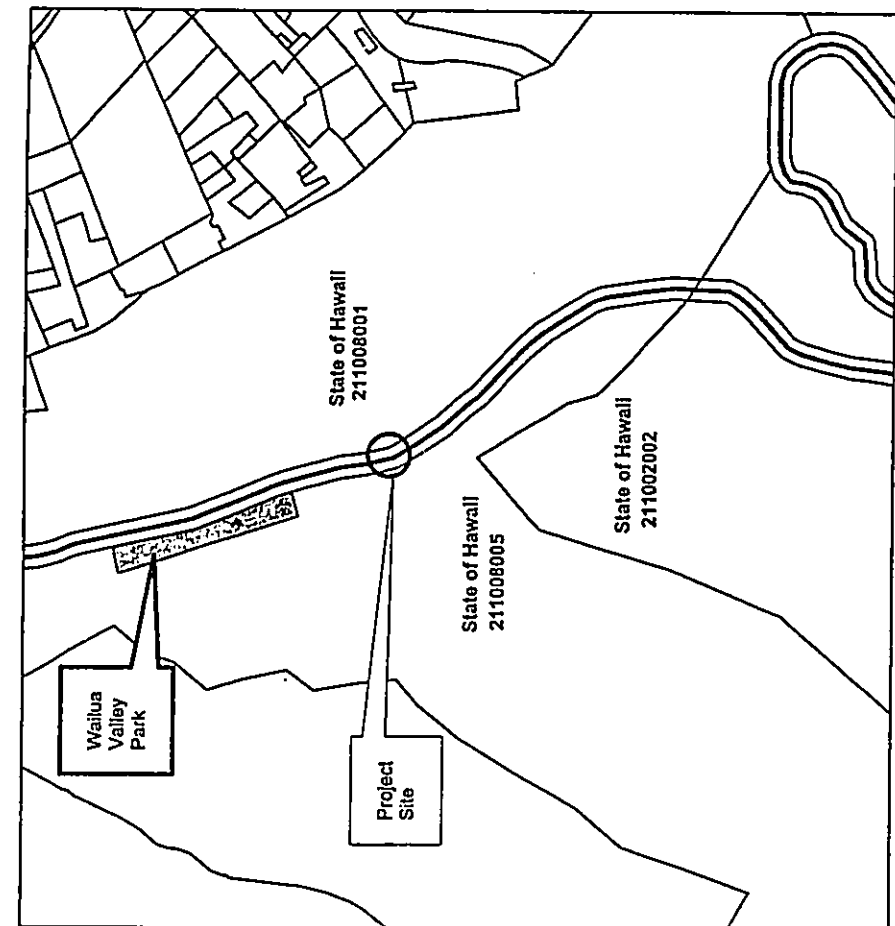 State of Hawaii
211008001
Wailua
Valley
Park
Project
Site
State of Hawaii
211008005
State of Hawaii
211002002